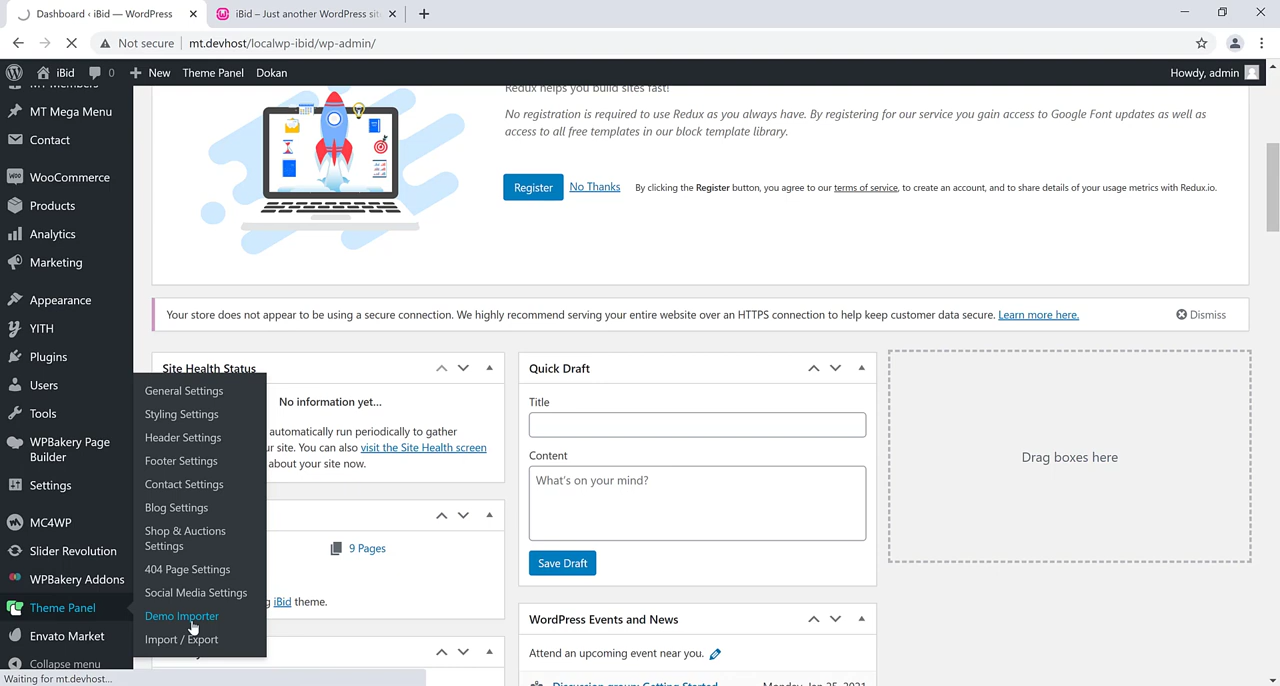 Dashboard ‹ iBid — WordPress
iBid – Just another WordPress sit
Not secure
mt.devhost/localwp-ibid/wp-admin/
iBid
0
New
Theme Panel
Dokan
Howdy, admin
MT Members
MT Mega Menu
Contact
WooCommerce
Products
Analytics
Marketing
Appearance
YITH
Plugins
Users
Tools
WPBakery Page
Builder
Settings
MC4WP
Slider Revolution
WPBakery Addons
Theme Panel
Envato Market
Collapse menu
General Settings
Styling Settings
Header Settings
Footer Settings
Contact Settings
Blog Settings
Shop & Auctions
Settings
404 Page Settings
Social Media Settings
Demo Importer
Import / Export
Redux helps you build sites fast!
No registration is required to use Redux as you always have. By registering for our service you gain access to Google Font updates as well as
access to all free templates in our block template library.
Register
No Thanks
By clicking the Register button, you agree to our terms of service, to create an account, and to share details of your usage metrics with Redux.io.
Your store does not appear to be using a secure connection. We highly recommend serving your entire website over an HTTPS connection to help keep customer data secure. Learn more here.
Dismiss
Site Health Status
No information yet...
automatically run periodically to gather
ur site. You can also visit the Site Health screen
about your site now.
9 Pages
iBid theme.
Quick Draft
Title
Content
What's on your mind?
Save Draft
WordPress Events and News
Attend an upcoming event near you.
Discussion group: Getting Started
Monday, Jan 25, 2021
Drag boxes here
Waiting for mt.devhost...